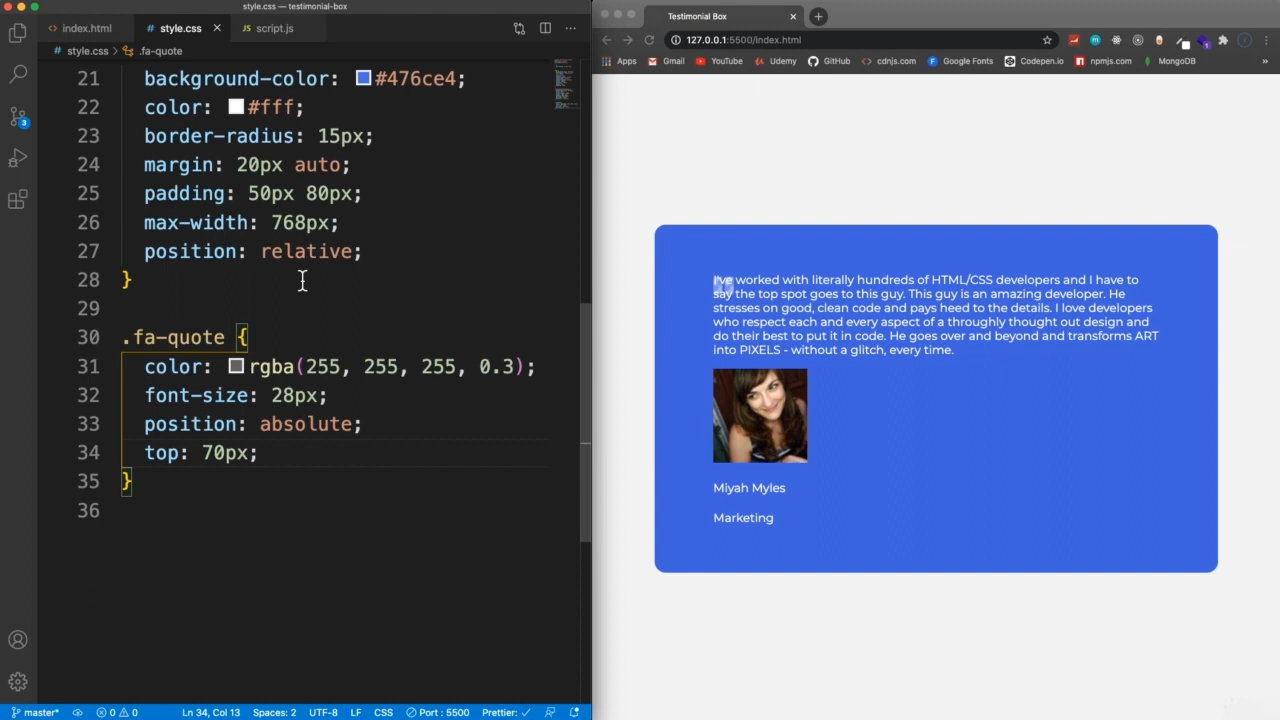 style.css — testimonial-box
index.html
style.css
script.js
style.css
.fa-quote
21 background-color: #476ce4;
22 color: #fff;
23 border-radius: 15px;
24 margin: 20px auto;
25 padding: 50px 80px;
26 max-width: 768px;
27 position: relative;
28 }
29
30 .fa-quote {
31 color: rgba(255, 255, 255, 0.3);
32 font-size: 28px;
33 position: absolute;
34 top: 70px;
35 }
36
3
master*
0
0
Ln 34, Col 13
Spaces: 2
UTF-8
LF
CSS
Port : 5500
Prettier: ✓
Testimonial Box
127.0.0.1:5500/index.html
1
Apps
Gmail
YouTube
Udemy
GitHub
cdnjs.com
Google Fonts
Codepen.io
npmjs.com
MongoDB
»
I've worked with literally hundreds of HTML/CSS developers and I have to
say the top spot goes to this guy. This guy is an amazing developer. He
stresses on good, clean code and pays heed to the details. I love developers
who respect each and every aspect of a throughly thought out design and
do their best to put it in code. He goes over and beyond and transforms ART
into PIXELS - without a glitch, every time.
Miyah Myles
Marketing